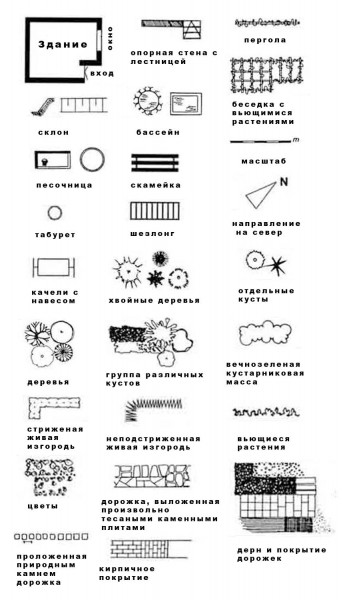 Здание
окно
вход
опорная стена с
лестницей
пергола
склон
бассейн
беседка с
вьющимися
растениями
m
масштаб
песочница
скамейка
N
направление
на север
табурет
шезлонг
качели с
навесом
хвойные деревья
отдельные
кусты
деревья
группа различных
кустов
вечнозеленая
кустарниковая
масса
стриженая
живая
изгородь
неподстриженная
живая изгородь
вьющиеся
растения
цветы
дорожка, выложенная
произвольно
тесаными каменными
плитами
дерн и покрытие
дорожек
проложенная
природным
камнем
дорожка
кирпичное
покрытие